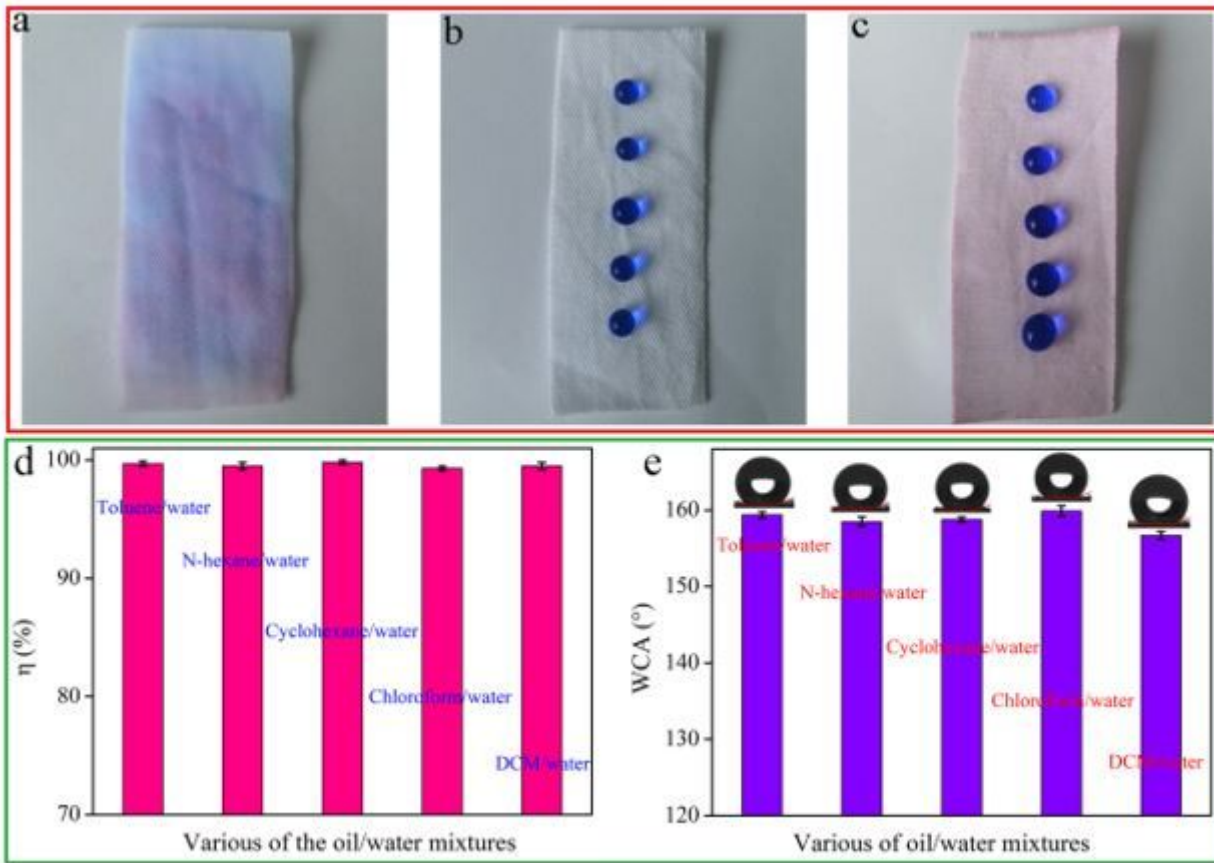 a
b
c
d
100
90
80
70
η (%)
Toluene/water
N-hexane/water
Cyclohexane/water
Chloroform/water
DCM/water
Various of the oil/water mixtures
e
160
150
140
130
120
WCA (°)
Toluene/water
N-hexane/water
Cyclohexane/water
Chloroform/water
DCM/water
Various of oil/water mixtures